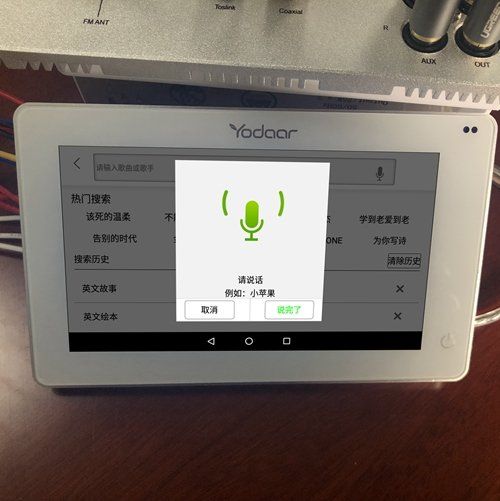 FM ANT
Toslink
Coaxial
R
AUX
OUT
UGREEN
Yodaar
请输入歌曲或歌手
热门搜索
该死的温柔
学到老爱到老
告别的时代
ONE
为你写诗
搜索历史
清除历史
英文故事
英文绘本
请说话
例如：小苹果
取消
说完了